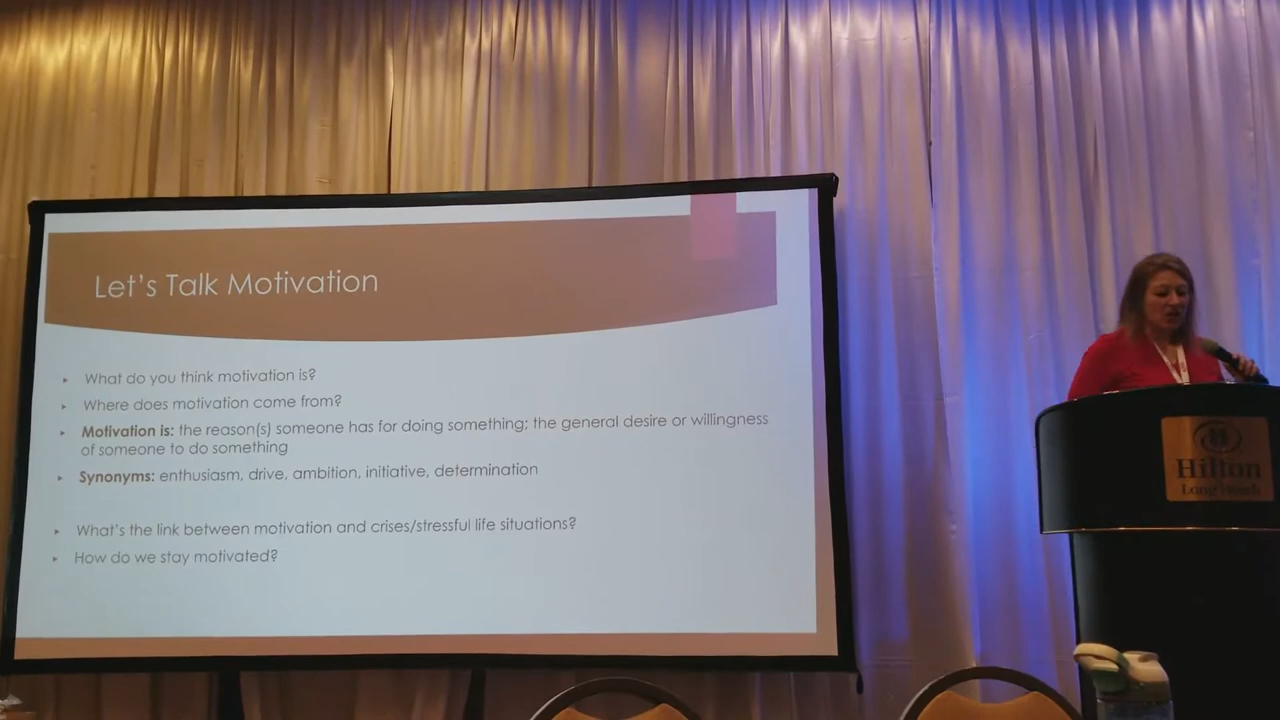 Let's Talk Motivation
What do you think motivation is?
Where does motivation come from?
Motivation is: the reason(s) someone has for doing something; the general desire or willingness
of someone to do something
Synonyms: enthusiasm, drive, ambition, initiative, determination
What's the link between motivation and crises/stressful life situations?
How do we stay motivated?
Hilton
Long Beach